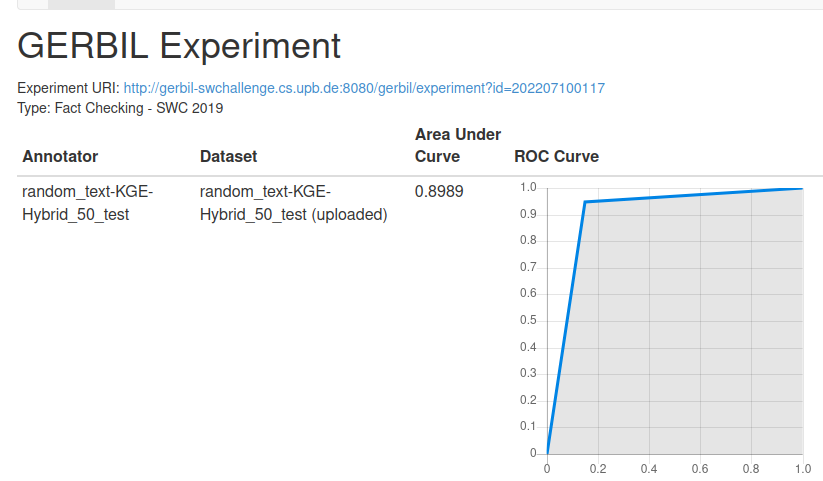 GERBIL Experiment
Experiment URI: http://gerbil-swchallenge.cs.upb.de:8080/gerbil/experiment?id=202207100117
Type: Fact Checking - SWC 2019
Annotator Dataset Area Under Curve ROC Curve
random_text-KGE- random_text-KGE- 0.8989
Hybrid_50_test Hybrid_50_test (uploaded)
1.0
0.9
0.8
0.7
0.6
0.5
0.4
0.3
0.2
0.1
0
0 0.2 0.4 0.6 0.8 1.0